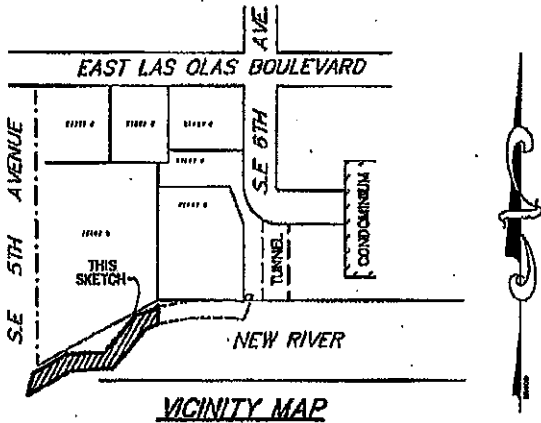 AVE.
EAST LAS OLAS BOULEVARD
S.E 5TH AVENUE
S.E 6TH
CONDOMINIUM
TUNNEL
THIS
SKETCH
NEW RIVER
VICINITY MAP